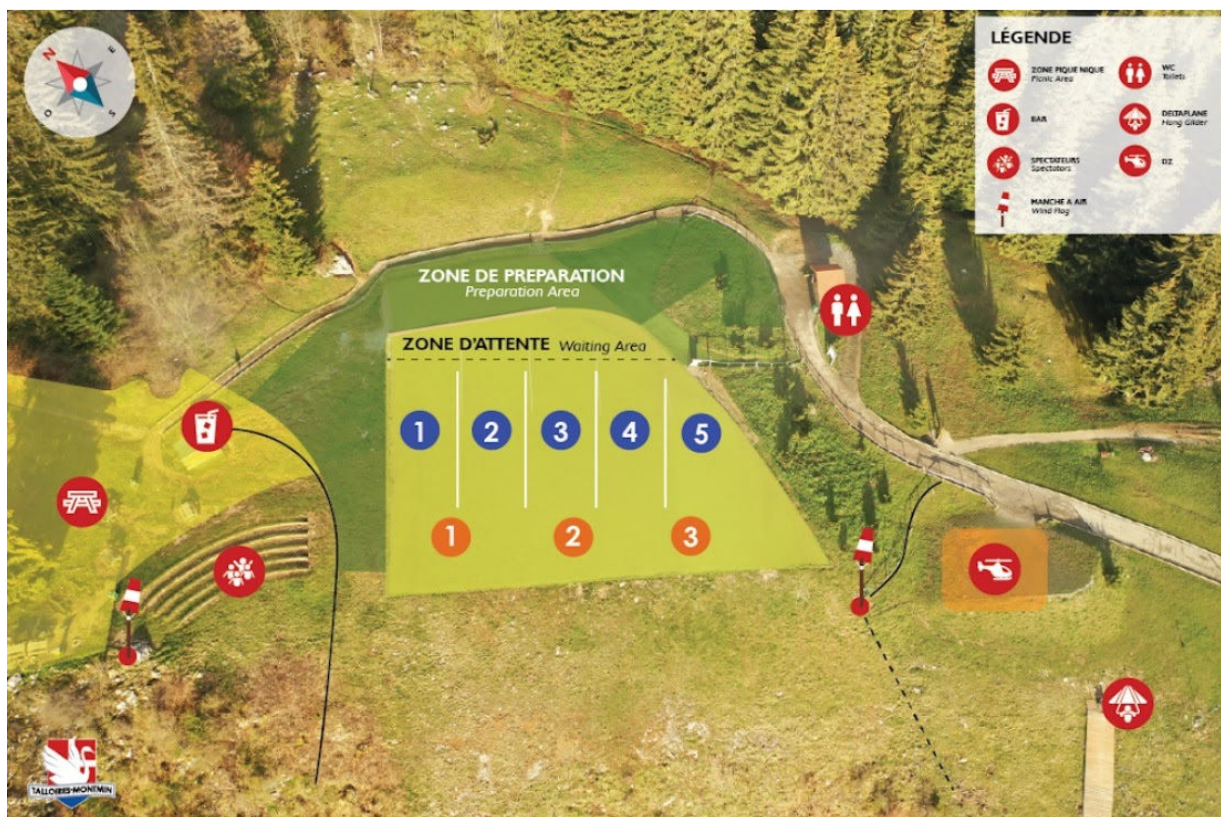 N
E
O
S
LÉGENDE
ZONE PIQUE NIQUE
Picnic Area
WC
Toilets
BAR
DELTAPLANE
Hang Glider
SPECTATEURS
Spectators
DZ
MANCHE A AIR
Wind Flag
ZONE DE PREPARATION
Preparation Area
ZONE D'ATTENTE Waiting Area
1 2 3 4 5
1 2 3
TALLOIRES-MONTMIN